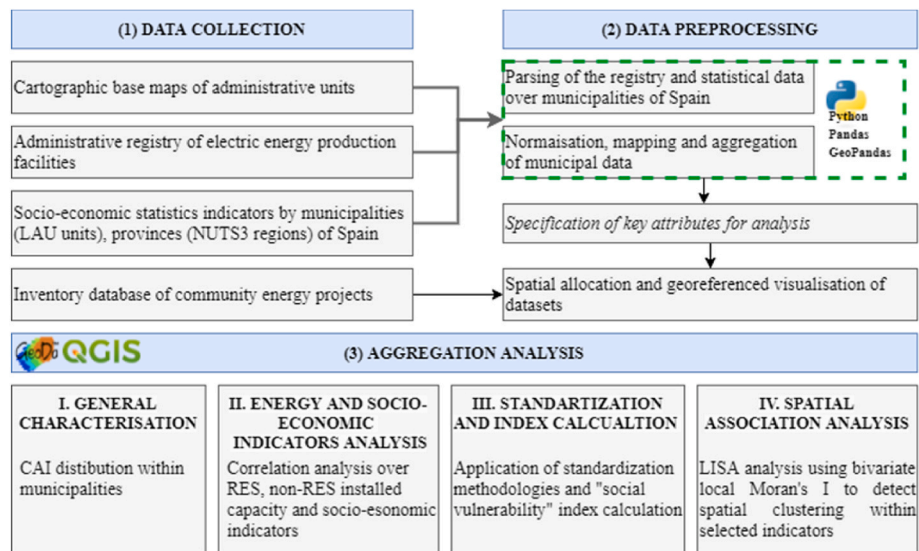 (1) DATA COLLECTION
Cartographic base maps of administrative units
Administrative registry of electric energy production
facilities
Socio-economic statistics indicators by municipalities
(LAU units), provinces (NUTS3 regions) of Spain
Inventory database of community energy projects
(2) DATA PREPROCESSING
Parsing of the registry and statistical data
over municipalities of Spain
Normaisation, mapping and aggregation
of municipal data
Python
Pandas
GeoPandas
Specification of key attributes for analysis
Spatial allocation and georeferenced visualisation of
datasets
GeoDa
QGIS
(3) AGGREGATION ANALYSIS
I. GENERAL
CHARACTERISATION
CAI distibution within
municipalities
II. ENERGY AND SOCIO-
ECONOMIC
INDICATORS ANALYSIS
Correlation analysis over
RES, non-RES installed
capacity and socio-esonomic
indicators
III. STANDARTIZATION
AND INDEX CALCUALTION
Application of standardization
methodologies and "social
vulnerability" index calculation
IV. SPATIAL
ASSOCIATION ANALYSIS
LISA analysis using bivariate
local Moran's I to detect
spatial clustering within
selected indicators